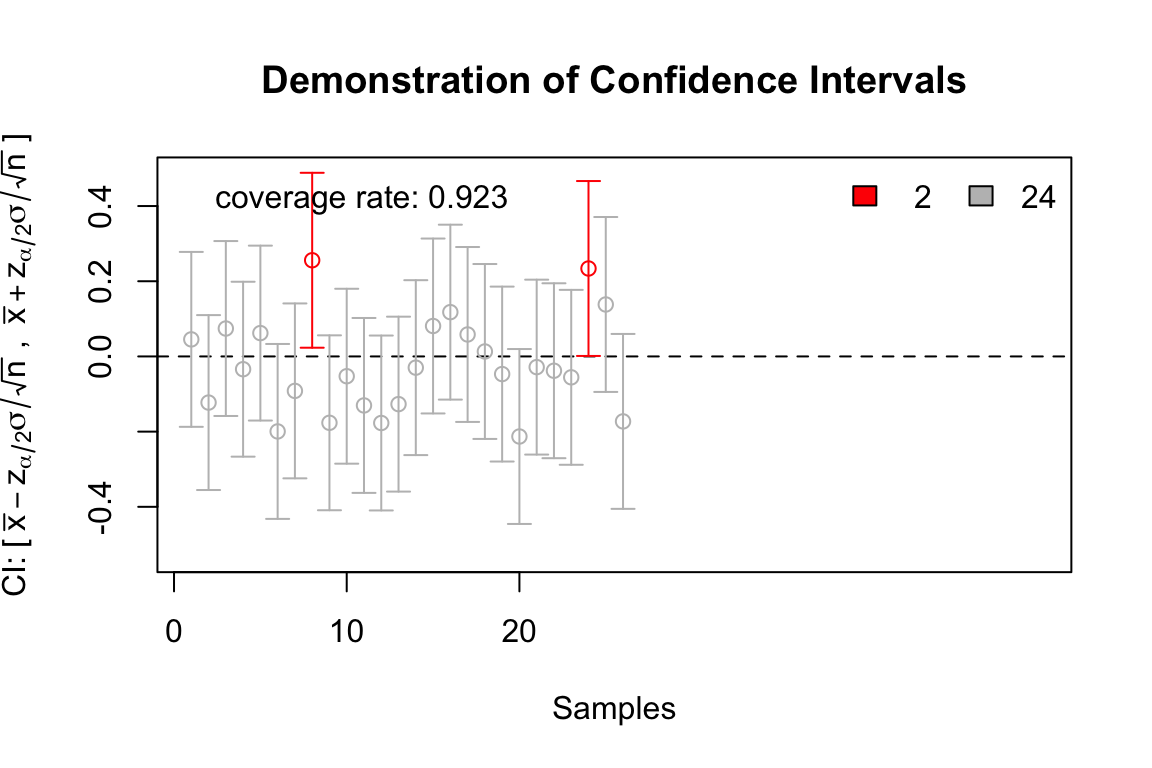 Demonstration of Confidence Intervals
CI: [ x̅ − zα/2σ/√n , x̅ + zα/2σ/√n ]
coverage rate: 0.923
2
24
0.4
0.2
0.0
-0.4
0
10
20
Samples